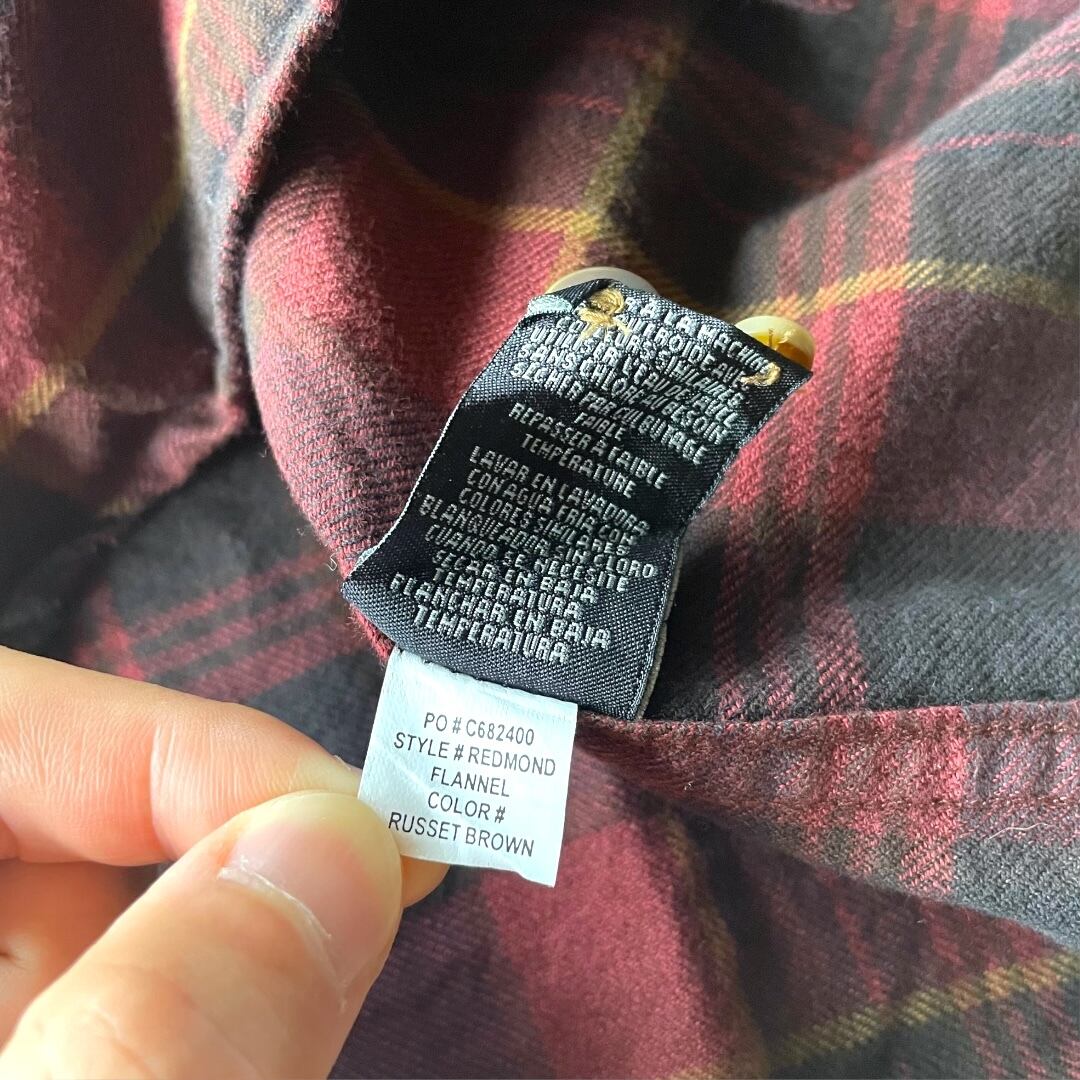 À LA MACHINE
À L'EAU FROIDE AVEC
COULEURS SIMILAIRES
SANS CHLORE AU BESOIN
SÉCHER PAR CULBUTAGE
FAIBLE
REPASSER À FAIBLE
TEMPÉRATURE
LAVAR EN LAVADORA
CON AGUA FRIA CON
COLORES SIMILARES
BLANQUEADOR SIN CLORO
CUANDO SE NECESITE
SECAR EN BAJA
TEMPERATURA
PLANCHAR EN BAJA
TEMPERATURA
PO # C682400
STYLE # REDMOND
FLANNEL
COLOR #
RUSSET BROWN